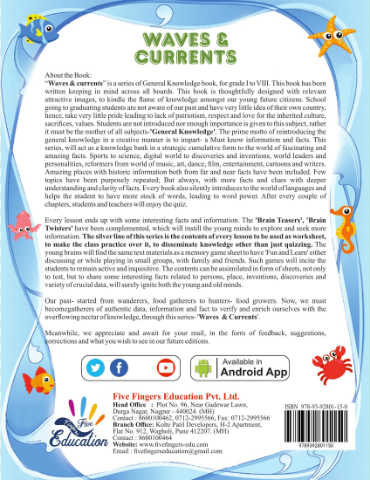 WAVES &
CURRENTS
About the Book:
"Waves & currents" is a series of General Knowledge book, for grade I to VIII. This book has been
written keeping in mind across all boards. This book is thoughtfully designed with relevant
attractive images, to kindle the flame of knowledge amongst our young future citizens. School
going to graduating students are not aware of our past and have very little idea of their own country,
hence, take very little pride leading to lack of patriotism, respect and love for the inherited culture,
sacrifices, values. Students are not introduced nor enough importance is given to this subject, rather
it must be the mother of all subjects-'General Knowledge'. The prime motto of reintroducing the
general knowledge in a creative manner is to impart- a Must know information and facts. This
series, will act as a knowledge bank in a strategic cumulative form to the world of fascinating and
amazing facts. Sports to science, digital world to discoveries and inventions, world leaders and
personalities, reformers from world of music, art, dance, film, entertainment, cartoons and writers.
Amazing places with historic information both from far and near facts have been included. Few
topics have been purposely repeated; But always, with more facts and clues with deeper
understanding and clarity of facts. Every book also silently introduces to the world of languages and
helps the student to have more stock of words, leading to word power. After every couple of
chapters, students and teachers will enjoy the quiz.
Every lesson ends up with some interesting facts and information. The 'Brain Teasers', 'Brain
Twisters' have been complemented, which will instill the young minds to explore and seek more
information. The silver line of this series is the contents of every lesson to be used as worksheet,
to make the class practice over it, to disseminate knowledge other than just quizzing. The
young brains will find the same text materials as a memory game sheet to have 'Fun and Learn' other
discussing or while playing in small groups, with family and friends. Such games will incite the
students to remain active and inquisitive. The contents can be assimilated in form of sheets, not only
to test, but to share some interesting facts related to persons, place, inventions, discoveries and
variety of crucial data, will surely ignite both the young and old minds.
Our past- started from wanderers, food gatherers to hunters- food growers. Now, we must
becomegatherers of authentic data, information and fact to verify and enrich ourselves with the
overflowing nectar of knowledge, through this series- 'Waves & Currents'.
Meanwhile, we appreciate and await for your mail, in the form of feedback, suggestions,
corrections and what you wish to see in our future editions.
Available in
Android App
Five Fingers Education Pvt. Ltd.
Head Office : Plot No. 96, Near Gudriwar Lawn,
Durga Nagar, Nagpur - 440024 (MH)
Contact : 8600100462, 0712-2995566, Fax : 0712-2995566
Branch Office: Kolte Patil Developers, H-2 Apartment,
Flat No. 912, Wagholi, Pune 412207. (MH)
Contact : 8600100464
Website: www.fivefingers-edu.com
Email : fivefingerseducation@gmail.com
Five
Education
ISBN 978-93-92801-15-0
9789392801150